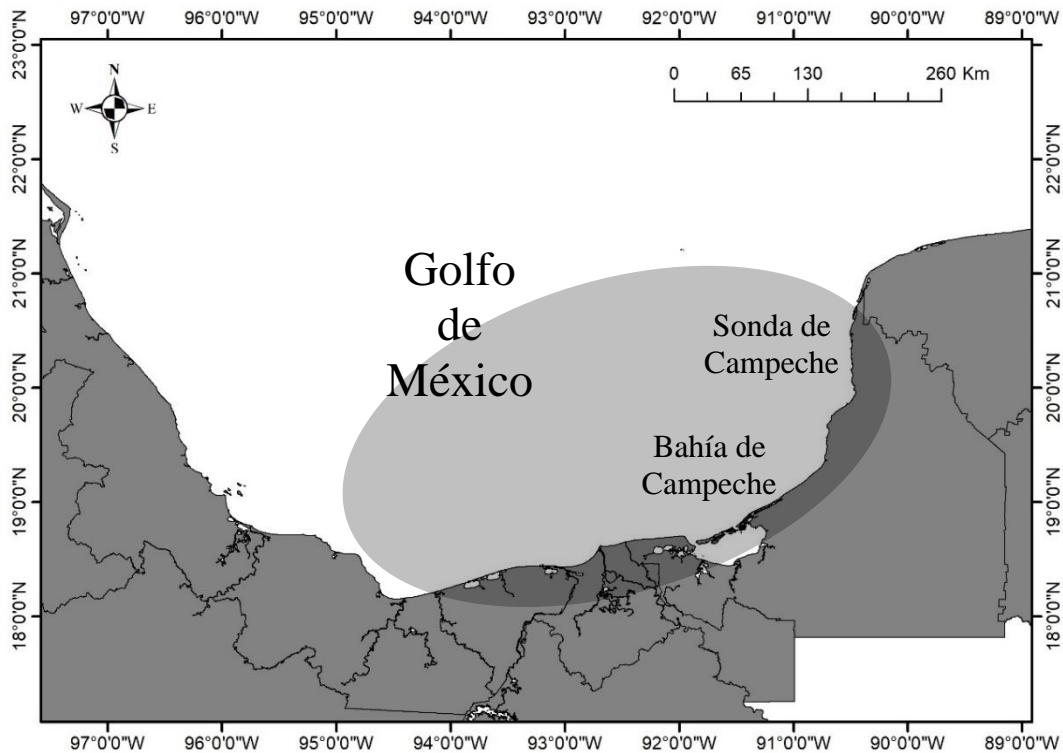 97°0'0"W 96°0'0"W 95°0'0"W 94°0'0"W 93°0'0"W 92°0'0"W 91°0'0"W 90°0'0"W 89°0'0"W
23°0'0"N
22°0'0"N
21°0'0"N
20°0'0"N
19°0'0"N
18°0'0"N
N
W E
S
0 65 130 260 Km
Golfo
de
México
Sonda de
Campeche
Bahía de
Campeche
23°0'0"N
22°0'0"N
21°0'0"N
20°0'0"N
19°0'0"N
18°0'0"N
97°0'0"W 96°0'0"W 95°0'0"W 94°0'0"W 93°0'0"W 92°0'0"W 91°0'0"W 90°0'0"W 89°0'0"W